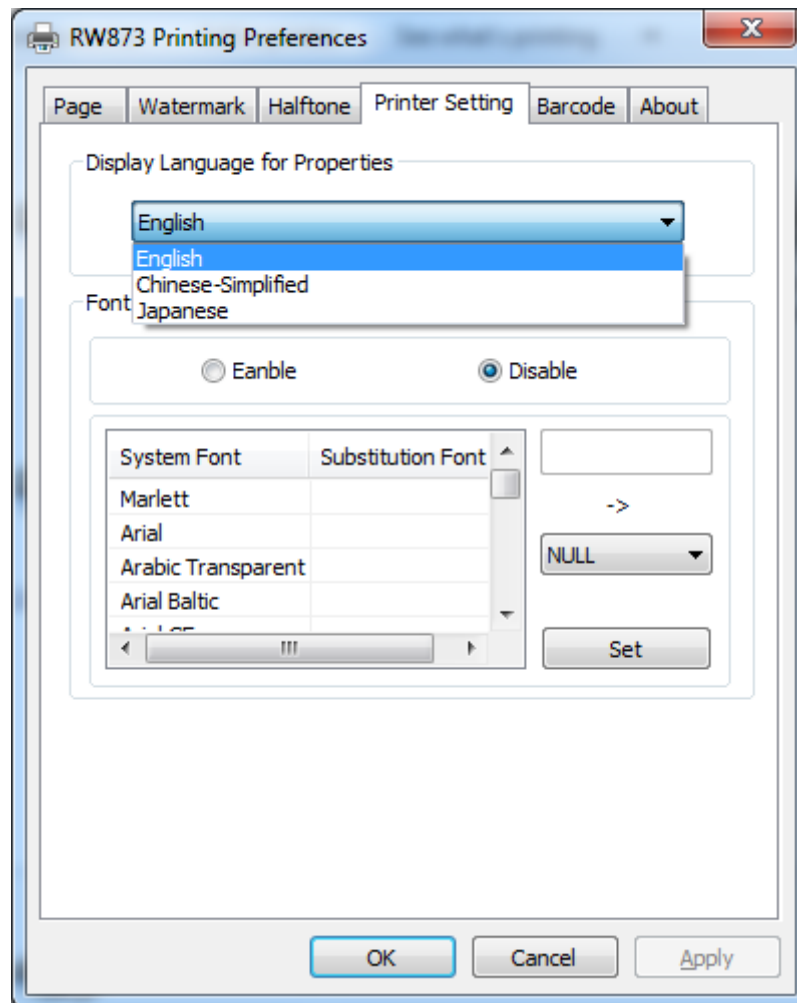 RW873 Printing Preferences
Page Watermark Halftone Printer Setting Barcode About
Display Language for Properties
English
English
Chinese-Simplified
Japanese
Font
Eanble Disable
System Font Substitution Font
Marlett
->
Arial
NULL
Arabic Transparent
Arial Baltic
Set
OK Cancel Apply